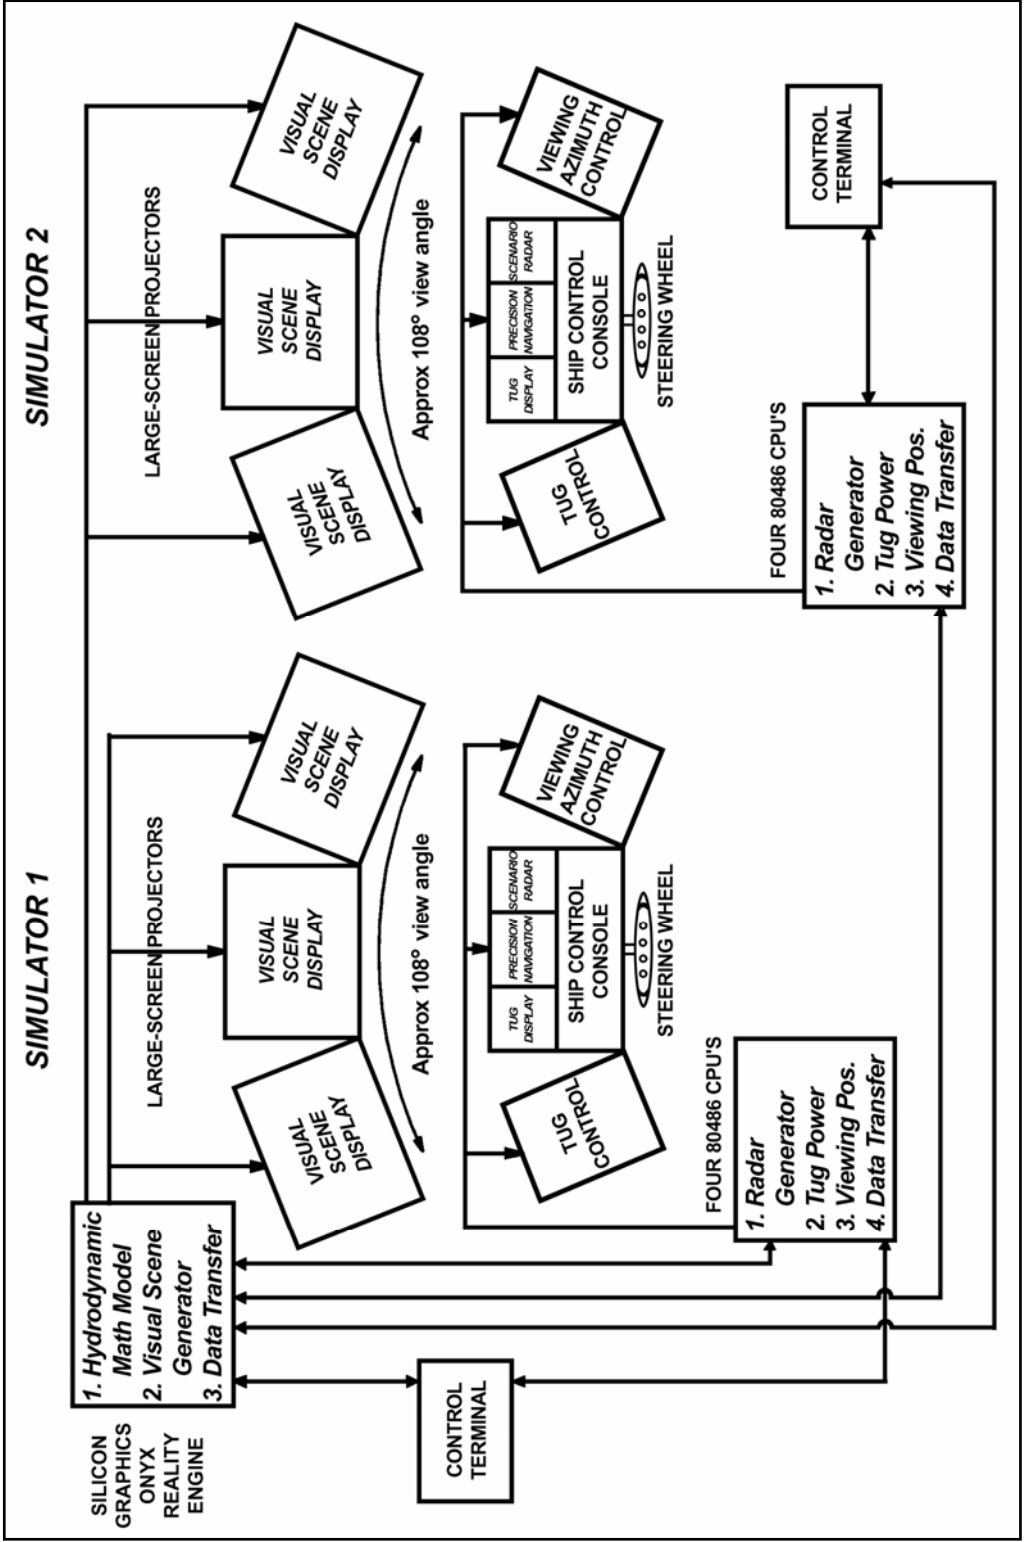 SIMULATOR 1
SIMULATOR 2
SILICON
GRAPHICS
ONYX
REALITY
ENGINE
1. Hydrodynamic
Math Model
2. Visual Scene
Generator
3. Data Transfer
LARGE-SCREEN PROJECTORS
VISUAL
SCENE
DISPLAY
VISUAL
SCENE
DISPLAY
VISUAL
SCENE
DISPLAY
Approx 108° view angle
LARGE-SCREEN PROJECTORS
VISUAL
SCENE
DISPLAY
VISUAL
SCENE
DISPLAY
VISUAL
SCENE
DISPLAY
Approx 108° view angle
TUG
CONTROL
TUG
DISPLAY
PRECISION
NAVIGATION
SCENARIO
RADAR
SHIP CONTROL
CONSOLE
VIEWING
AZIMUTH
CONTROL
STEERING WHEEL
TUG
CONTROL
TUG
DISPLAY
PRECISION
NAVIGATION
SCENARIO
RADAR
SHIP CONTROL
CONSOLE
VIEWING
AZIMUTH
CONTROL
STEERING WHEEL
CONTROL
TERMINAL
FOUR 80486 CPU'S
1. Radar
Generator
2. Tug Power
3. Viewing Pos.
4. Data Transfer
FOUR 80486 CPU'S
1. Radar
Generator
2. Tug Power
3. Viewing Pos.
4. Data Transfer
CONTROL
TERMINAL